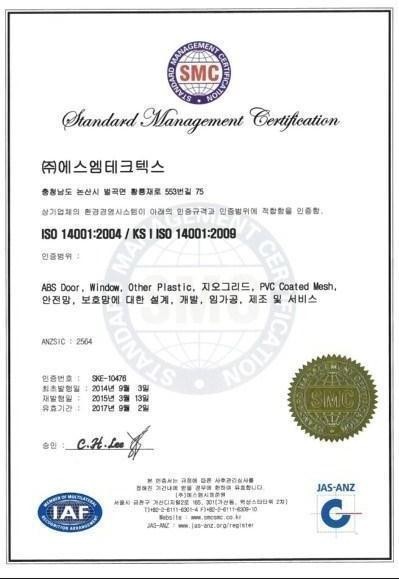 STANDARD MANAGEMENT CERTIFICATION
SMC
Standard Management Certification
㈜에스엠테크텍스
충청남도 논산시 벌곡면 황룡재로 553번길 75
상기업체의 환경경영시스템이 아래의 인증규격과 인증범위에 적합함을 인증함.
ISO 14001:2004 / KS I ISO 14001:2009
인증범위 :
ABS Door, Window, Other Plastic, 지오그리드, PVC Coated Mesh,
안전망, 보호망에 대한 설계, 개발, 임가공, 제조 및 서비스
ANZSIC : 2564
인증번호 : SKE-10476
최초발행일 : 2014년 9월 3일
재발행일 : 2015년 3월 13일
유효기간 : 2017년 9월 2일
승인 : C.H. Lee
SMC
본 인증서는 규정에 따른 사후관리심사를
정해진 기간내에 받을 경우에 한하여 유효합니다.
(주)에스엠시동본원
서울시 금천구 가산디지털2로 165, 301(가산동, 백상스타타워 2차)
T)+82-2-6111-6301-4 F)+82-2-6111-6309-10
Website : www.smcsmc.co.kr
JAS-ANZ : www.jas-anz.org/register
MEMBER OF MULTILATERAL
IAF
RECOGNITION ARRANGEMENT
JAS-ANZ
C